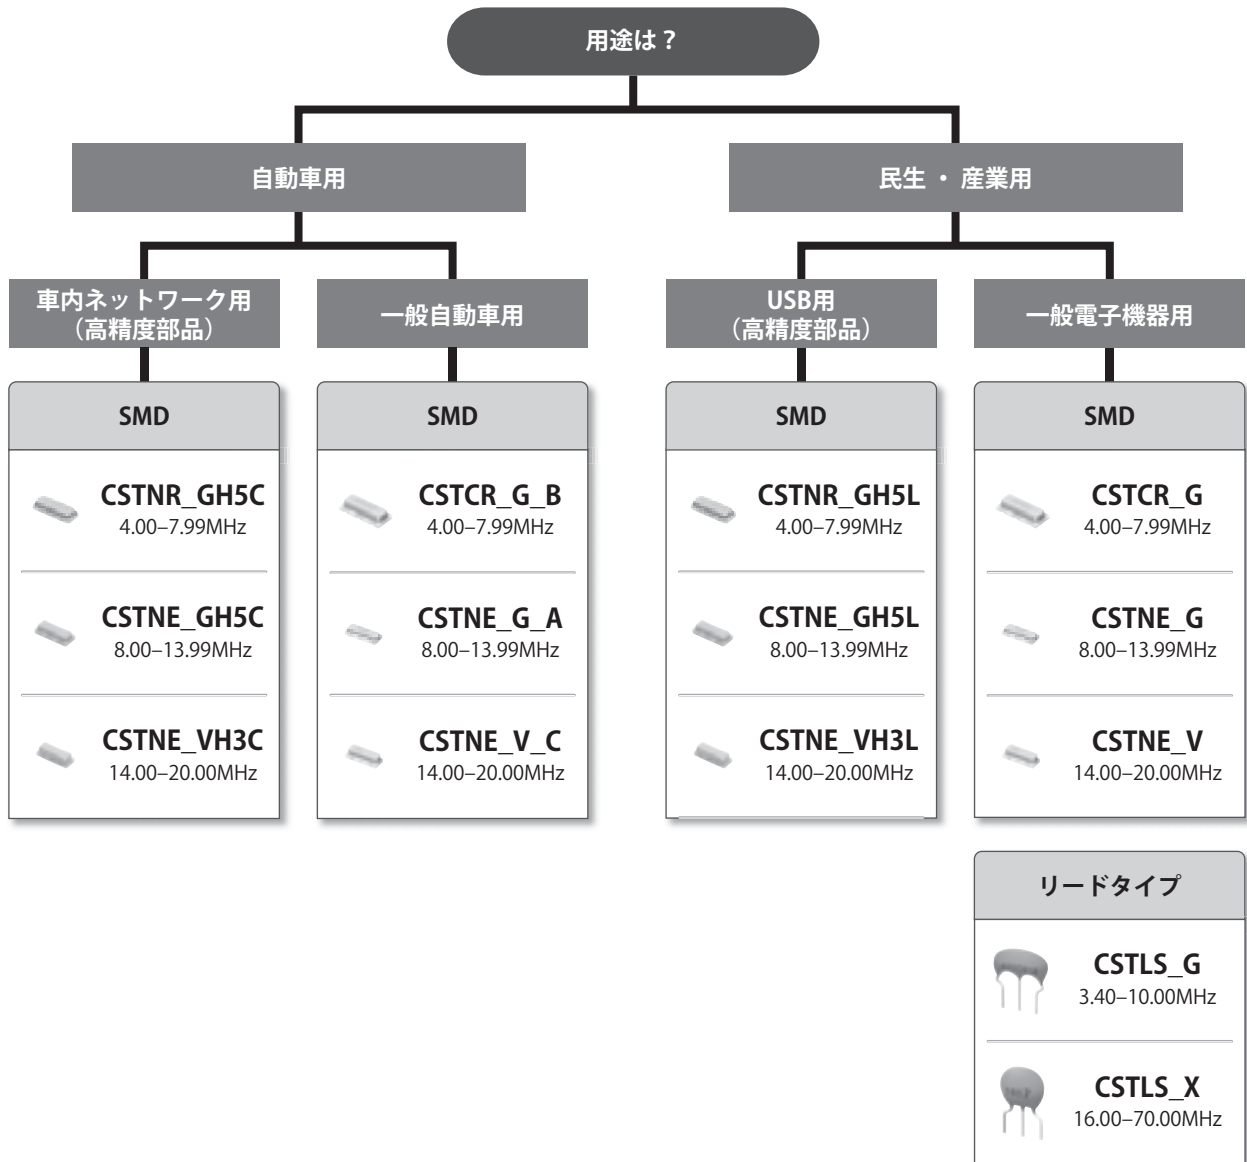 用途は？
自動車用
民生 ・ 産業用
車内ネットワーク用
（高精度部品）
一般自動車用
USB用
（高精度部品）
一般電子機器用
SMD
CSTNR_GH5C
4.00–7.99MHz
CSTNE_GH5C
8.00–13.99MHz
CSTNE_VH3C
14.00–20.00MHz
SMD
CSTCR_G_B
4.00–7.99MHz
CSTNE_G_A
8.00–13.99MHz
CSTNE_V_C
14.00–20.00MHz
SMD
CSTNR_GH5L
4.00–7.99MHz
CSTNE_GH5L
8.00–13.99MHz
CSTNE_VH3L
14.00–20.00MHz
SMD
CSTCR_G
4.00–7.99MHz
CSTNE_G
8.00–13.99MHz
CSTNE_V
14.00–20.00MHz
リードタイプ
CSTLS_G
3.40–10.00MHz
CSTLS_X
16.00–70.00MHz